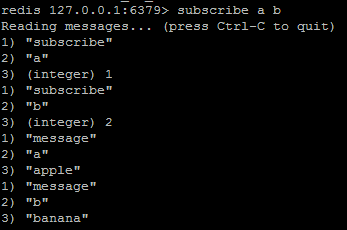 redis 127.0.0.1:6379> subscribe a b
Reading messages... (press Ctrl-C to quit)
1) "subscribe"
2) "a"
3) (integer) 1
1) "subscribe"
2) "b"
3) (integer) 2
1) "message"
2) "a"
3) "apple"
1) "message"
2) "b"
3) "banana"